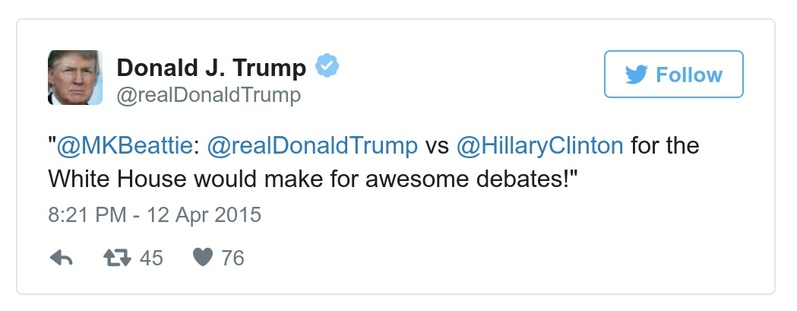 Donald J. Trump
@realDonaldTrump
Follow
"@MKBeattie: @realDonaldTrump vs @HillaryClinton for the
White House would make for awesome debates!"
8:21 PM - 12 Apr 2015
45 76